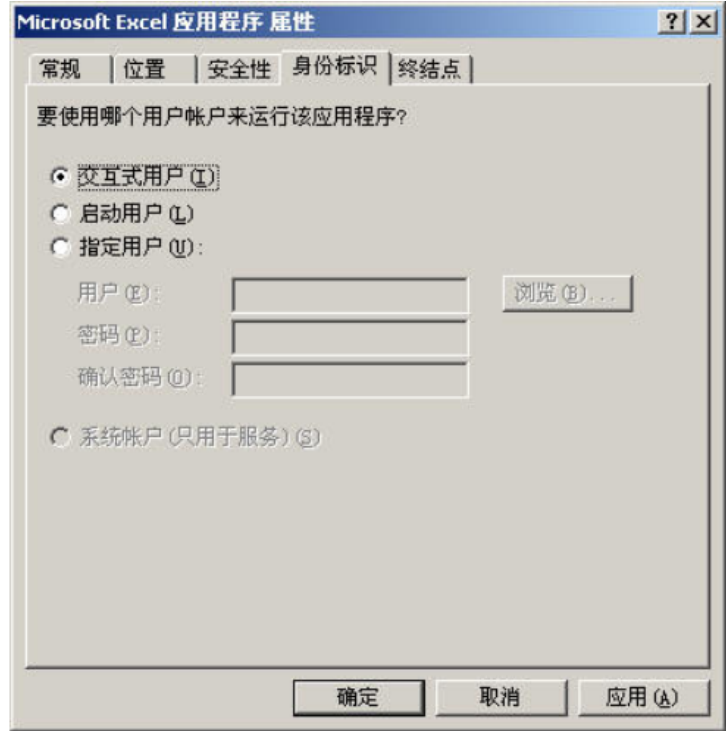 Microsoft Excel 应用程序 属性
常规 位置 安全性 身份标识 终结点
要使用哪个用户帐户来运行该应用程序?
交互式用户(I)
启动用户(L)
指定用户(U):
用户(E): 浏览(B)...
密码(P):
确认密码(O):
系统帐户(只用于服务)(S)
确定 取消 应用(A)